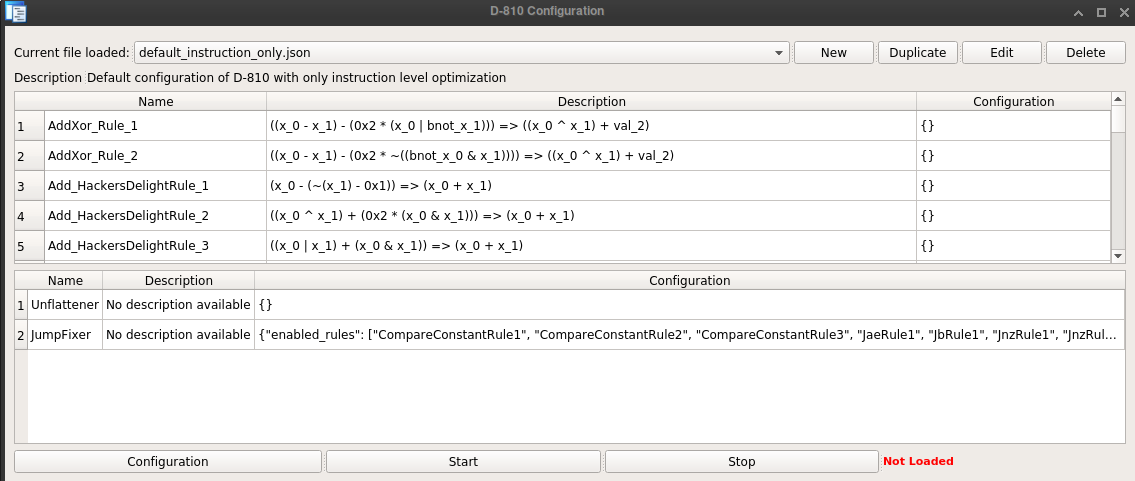 D-810 Configuration
Current file loaded: default_instruction_only.json New Duplicate Edit Delete
Description Default configuration of D-810 with only instruction level optimization
Name Description Configuration
1 AddXor_Rule_1 ((x_0 - x_1) - (0x2 * (x_0 | bnot_x_1))) => ((x_0 ^ x_1) + val_2) {}
2 AddXor_Rule_2 ((x_0 - x_1) - (0x2 * ~((bnot_x_0 & x_1)))) => ((x_0 ^ x_1) + val_2) {}
3 Add_HackersDelightRule_1 (x_0 - (~(x_1) - 0x1)) => (x_0 + x_1) {}
4 Add_HackersDelightRule_2 ((x_0 ^ x_1) + (0x2 * (x_0 & x_1))) => (x_0 + x_1) {}
5 Add_HackersDelightRule_3 ((x_0 | x_1) + (x_0 & x_1)) => (x_0 + x_1) {}
Name Description Configuration
1 Unflattener No description available {}
2 JumpFixer No description available {"enabled_rules": ["CompareConstantRule1", "CompareConstantRule2", "CompareConstantRule3", "JaeRule1", "JbRule1", "JnzRule1", "JnzRul...
Configuration Start Stop Not Loaded